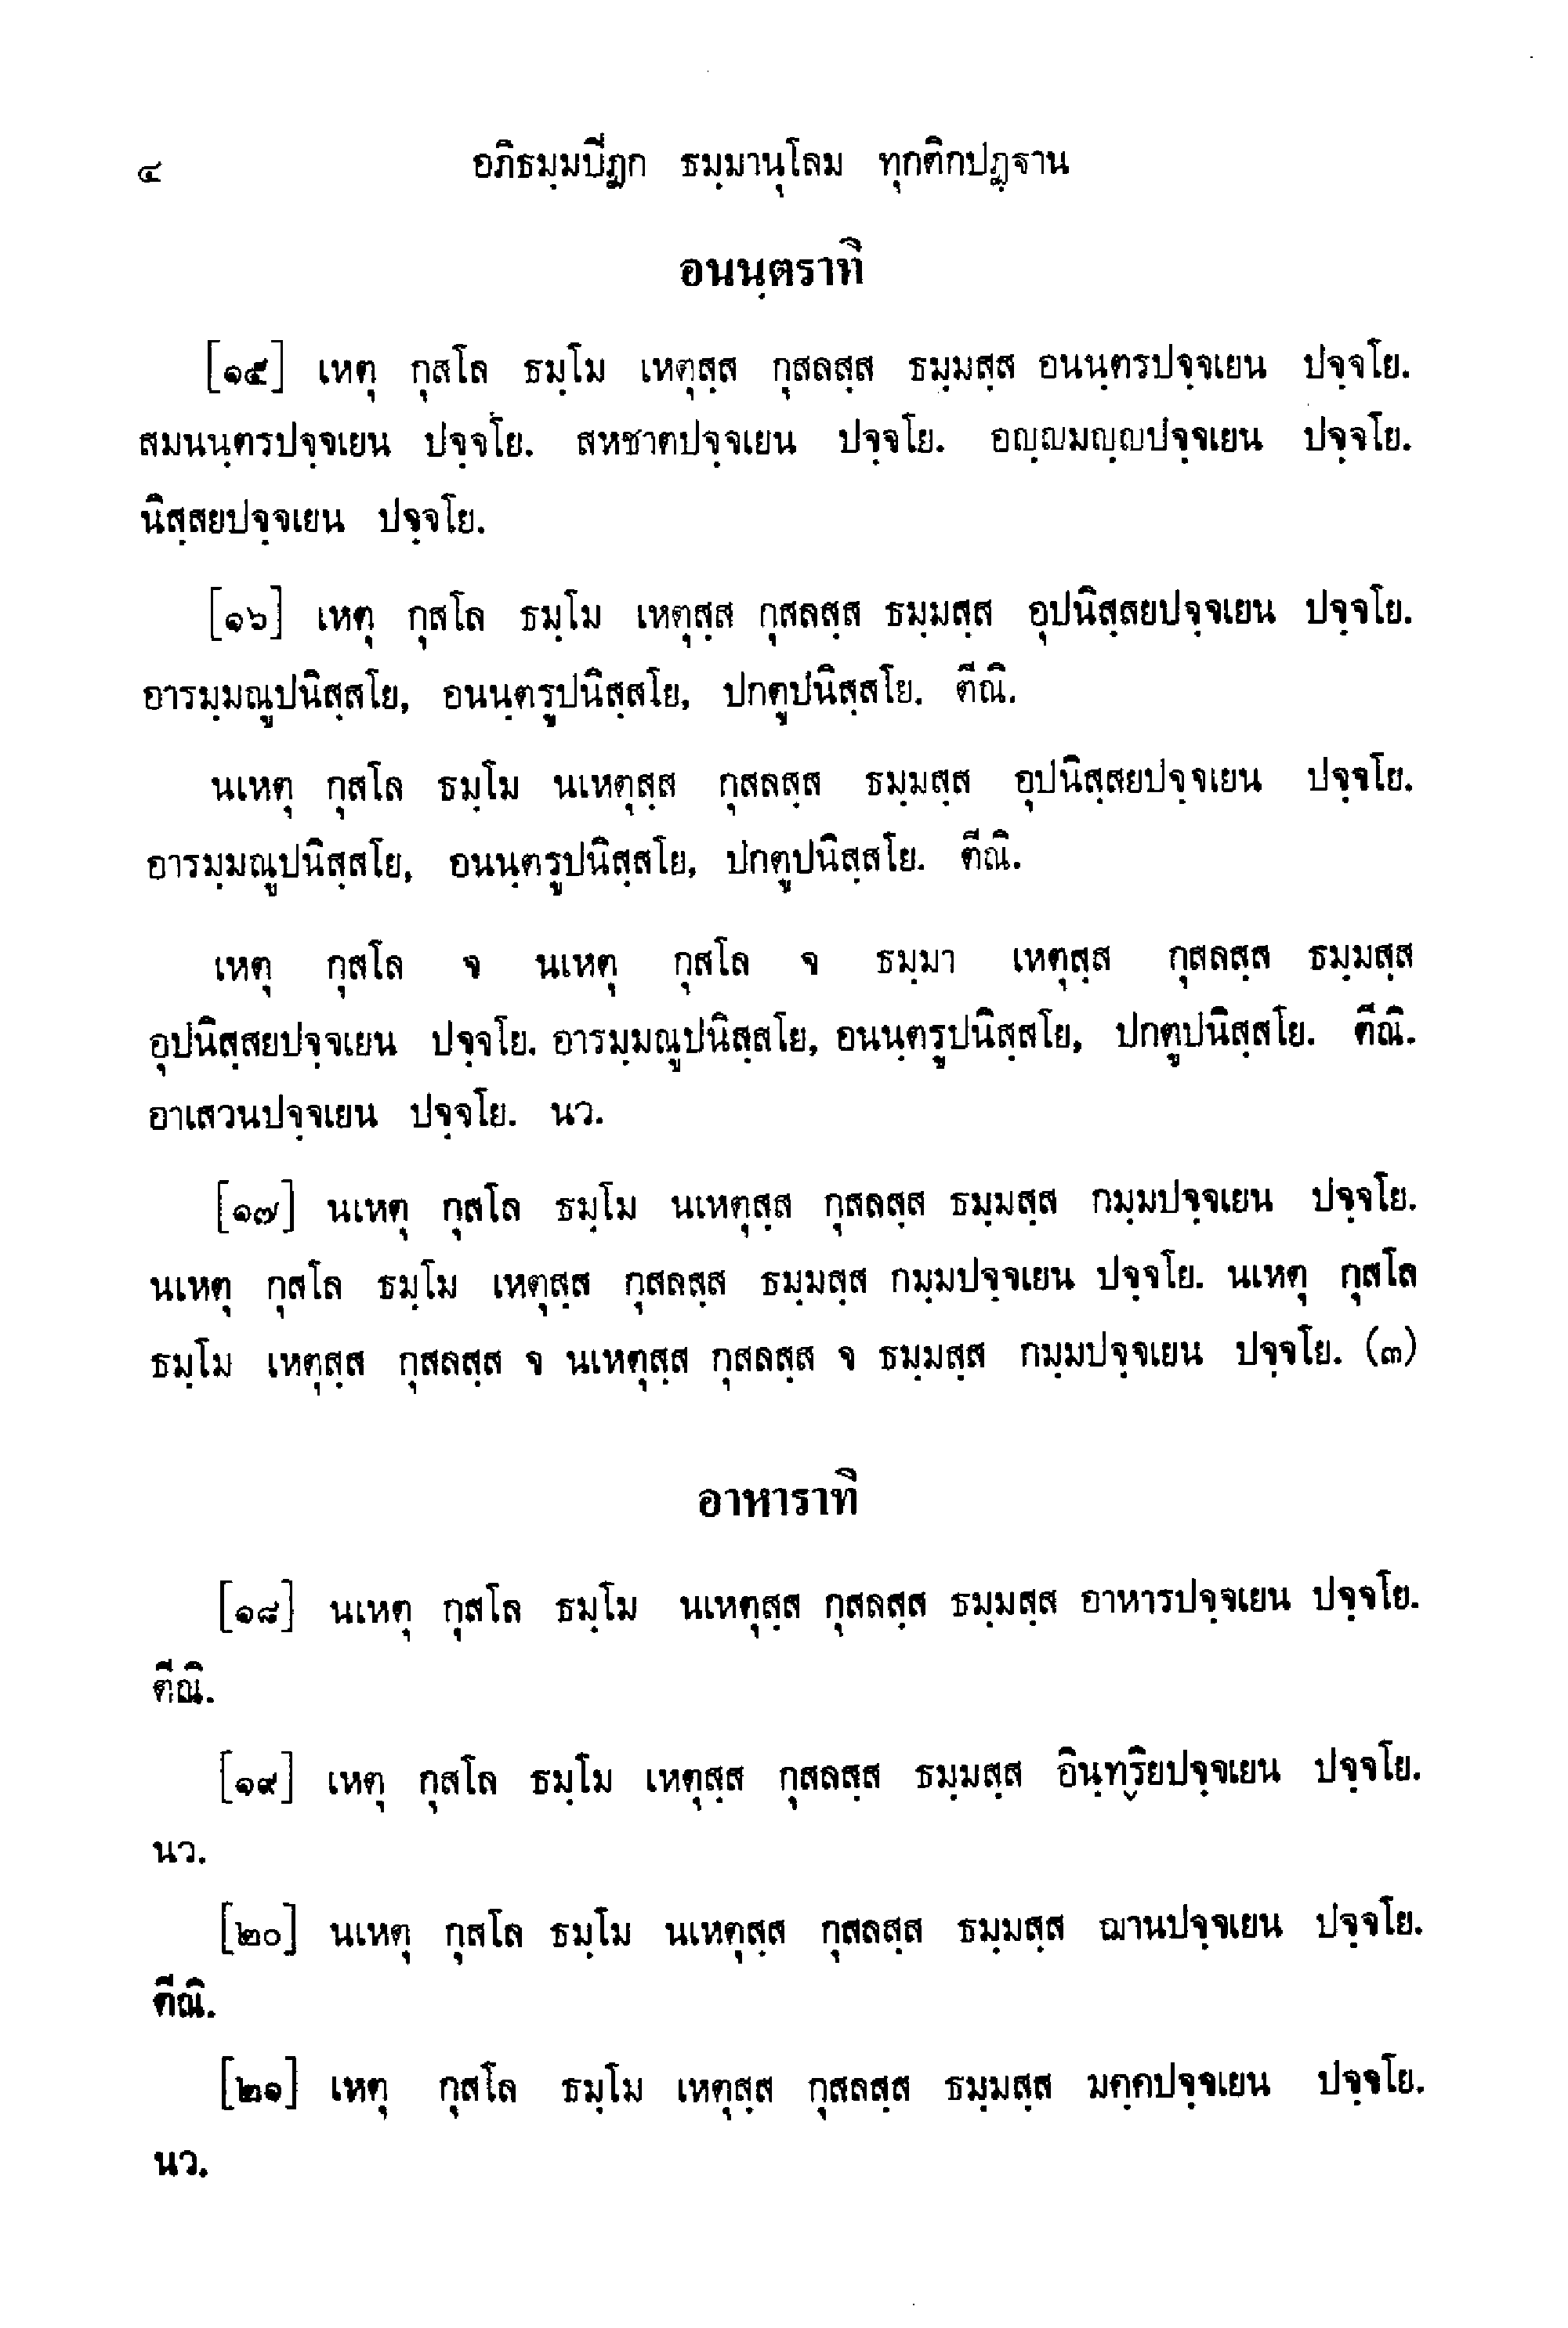 ๔ อภิธมฺมปิฎก ธมฺมานุโลม ทุกติกปฏฺฐาน
อนนฺตราทิ
[๑๕] เหตุ กุสโล ธมฺโม เหตุสฺส กุสลสฺส ธมฺมสฺส อนนฺตรปจฺจเยน ปจฺจโย.
สมนนฺตรปจฺจเยน ปจฺจโย. สหชาตปจฺจเยน ปจฺจโย. อญฺญมญฺญปจฺจเยน ปจฺจโย.
นิสฺสยปจฺจเยน ปจฺจโย.
[๑๖] เหตุ กุสโล ธมฺโม เหตุสฺส กุสลสฺส ธมฺมสฺส อุปนิสฺสยปจฺจเยน ปจฺจโย.
อารมฺมณูปนิสฺสโย, อนนฺตรูปนิสฺสโย, ปกตูปนิสฺสโย. ตีณิ.
นเหตุ กุสโล ธมฺโม นเหตุสฺส กุสลสฺส ธมฺมสฺส อุปนิสฺสยปจฺจเยน ปจฺจโย.
อารมฺมณูปนิสฺสโย, อนนฺตรูปนิสฺสโย, ปกตูปนิสฺสโย. ตีณิ.
เหตุ กุสโล จ นเหตุ กุสโล จ ธมฺมา เหตุสฺส กุสลสฺส ธมฺมสฺส
อุปนิสฺสยปจฺจเยน ปจฺจโย. อารมฺมณูปนิสฺสโย, อนนฺตรูปนิสฺสโย, ปกตูปนิสฺสโย. ตีณิ.
อาเสวนปจฺจเยน ปจฺจโย. นว.
[๑๗] นเหตุ กุสโล ธมฺโม นเหตุสฺส กุสลสฺส ธมฺมสฺส กมฺมปจฺจเยน ปจฺจโย.
นเหตุ กุสโล ธมฺโม เหตุสฺส กุสลสฺส ธมฺมสฺส กมฺมปจฺจเยน ปจฺจโย. นเหตุ กุสโล
ธมฺโม เหตุสฺส กุสลสฺส จ นเหตุสฺส กุสลสฺส จ ธมฺมสฺส กมฺมปจฺจเยน ปจฺจโย. (๓)
อาหาราทิ
[๑๘] นเหตุ กุสโล ธมฺโม นเหตุสฺส กุสลสฺส ธมฺมสฺส อาหารปจฺจเยน ปจฺจโย.
ตีณิ.
[๑๙] เหตุ กุสโล ธมฺโม เหตุสฺส กุสลสฺส ธมฺมสฺส อินฺทฺริยปจฺจเยน ปจฺจโย.
นว.
[๒๐] นเหตุ กุสโล ธมฺโม นเหตุสฺส กุสลสฺส ธมฺมสฺส ฌานปจฺจเยน ปจฺจโย.
ตีณิ.
[๒๑] เหตุ กุสโล ธมฺโม เหตุสฺส กุสลสฺส ธมฺมสฺส มคฺคปจฺจเยน ปจฺจโย.
นว.